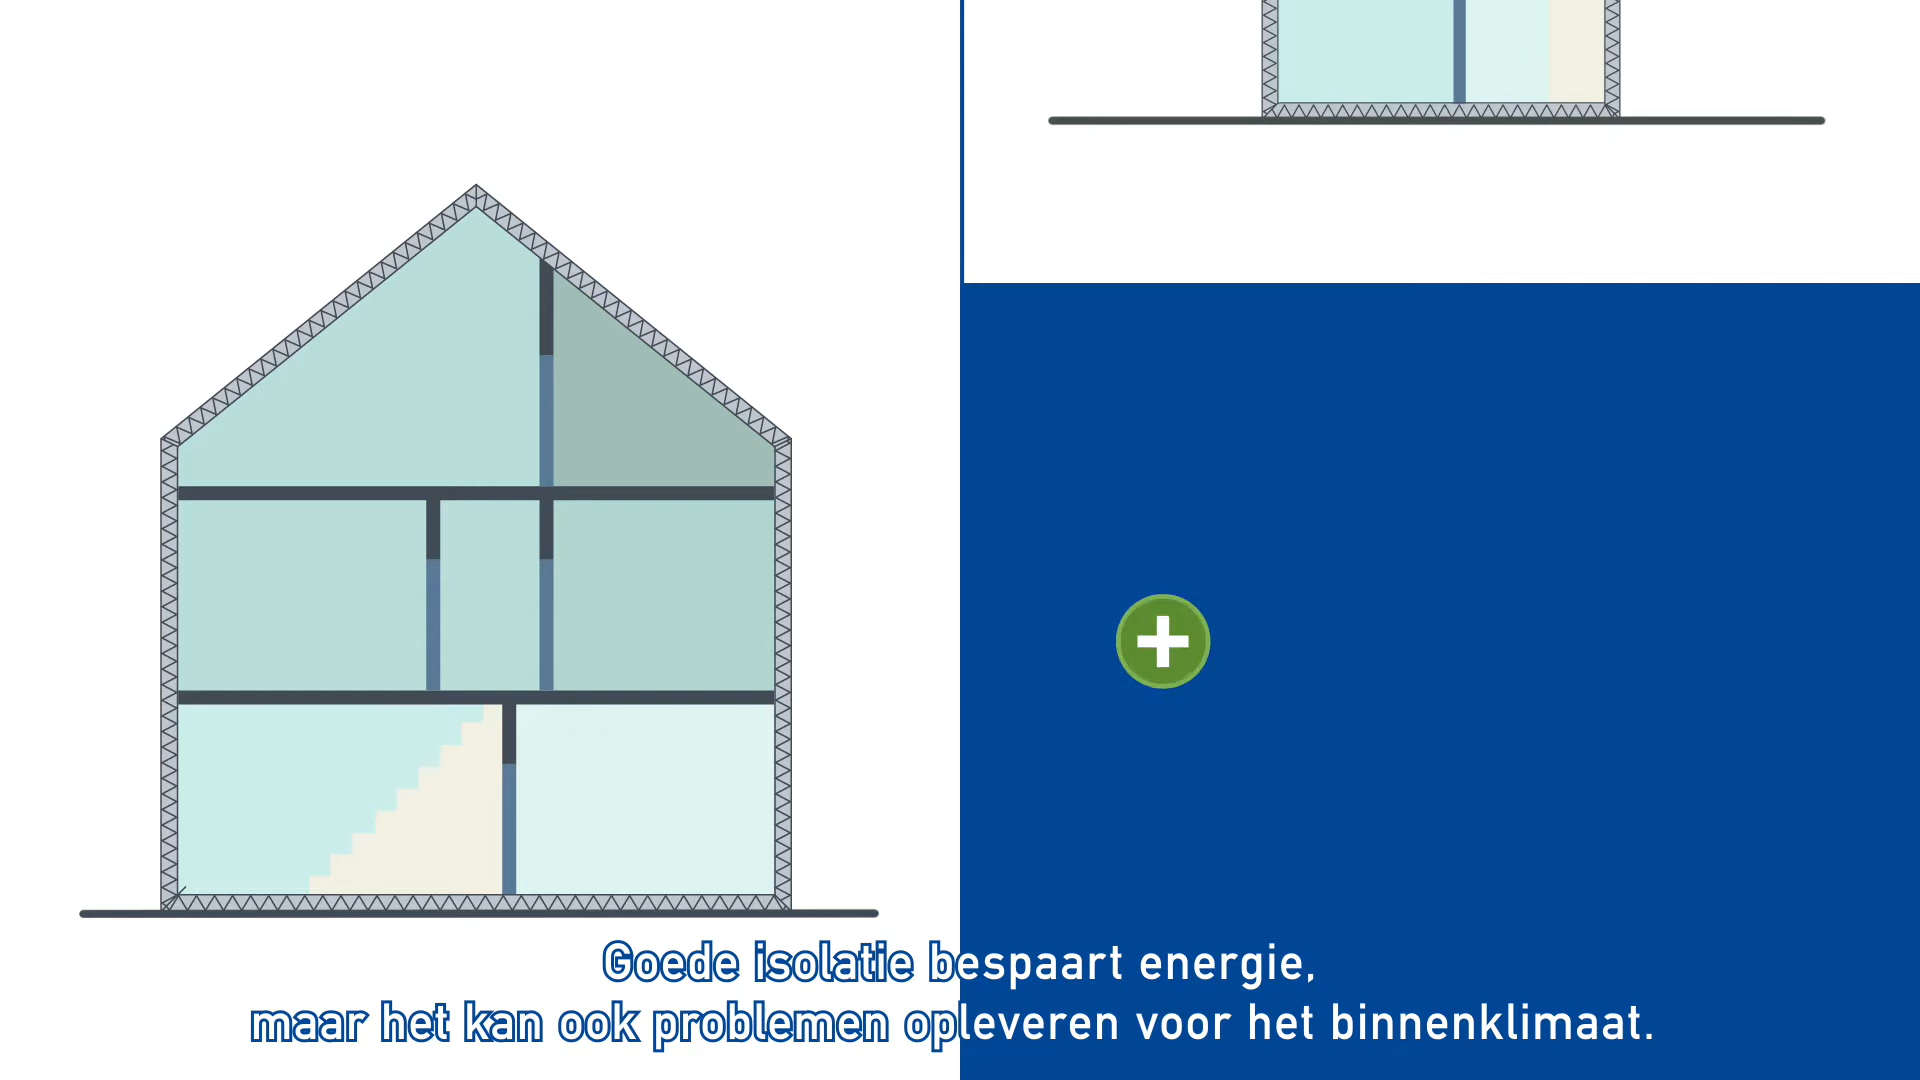 Goede isolatie bespaart energie,
maar het kan ook problemen opleveren voor het binnenklimaat.